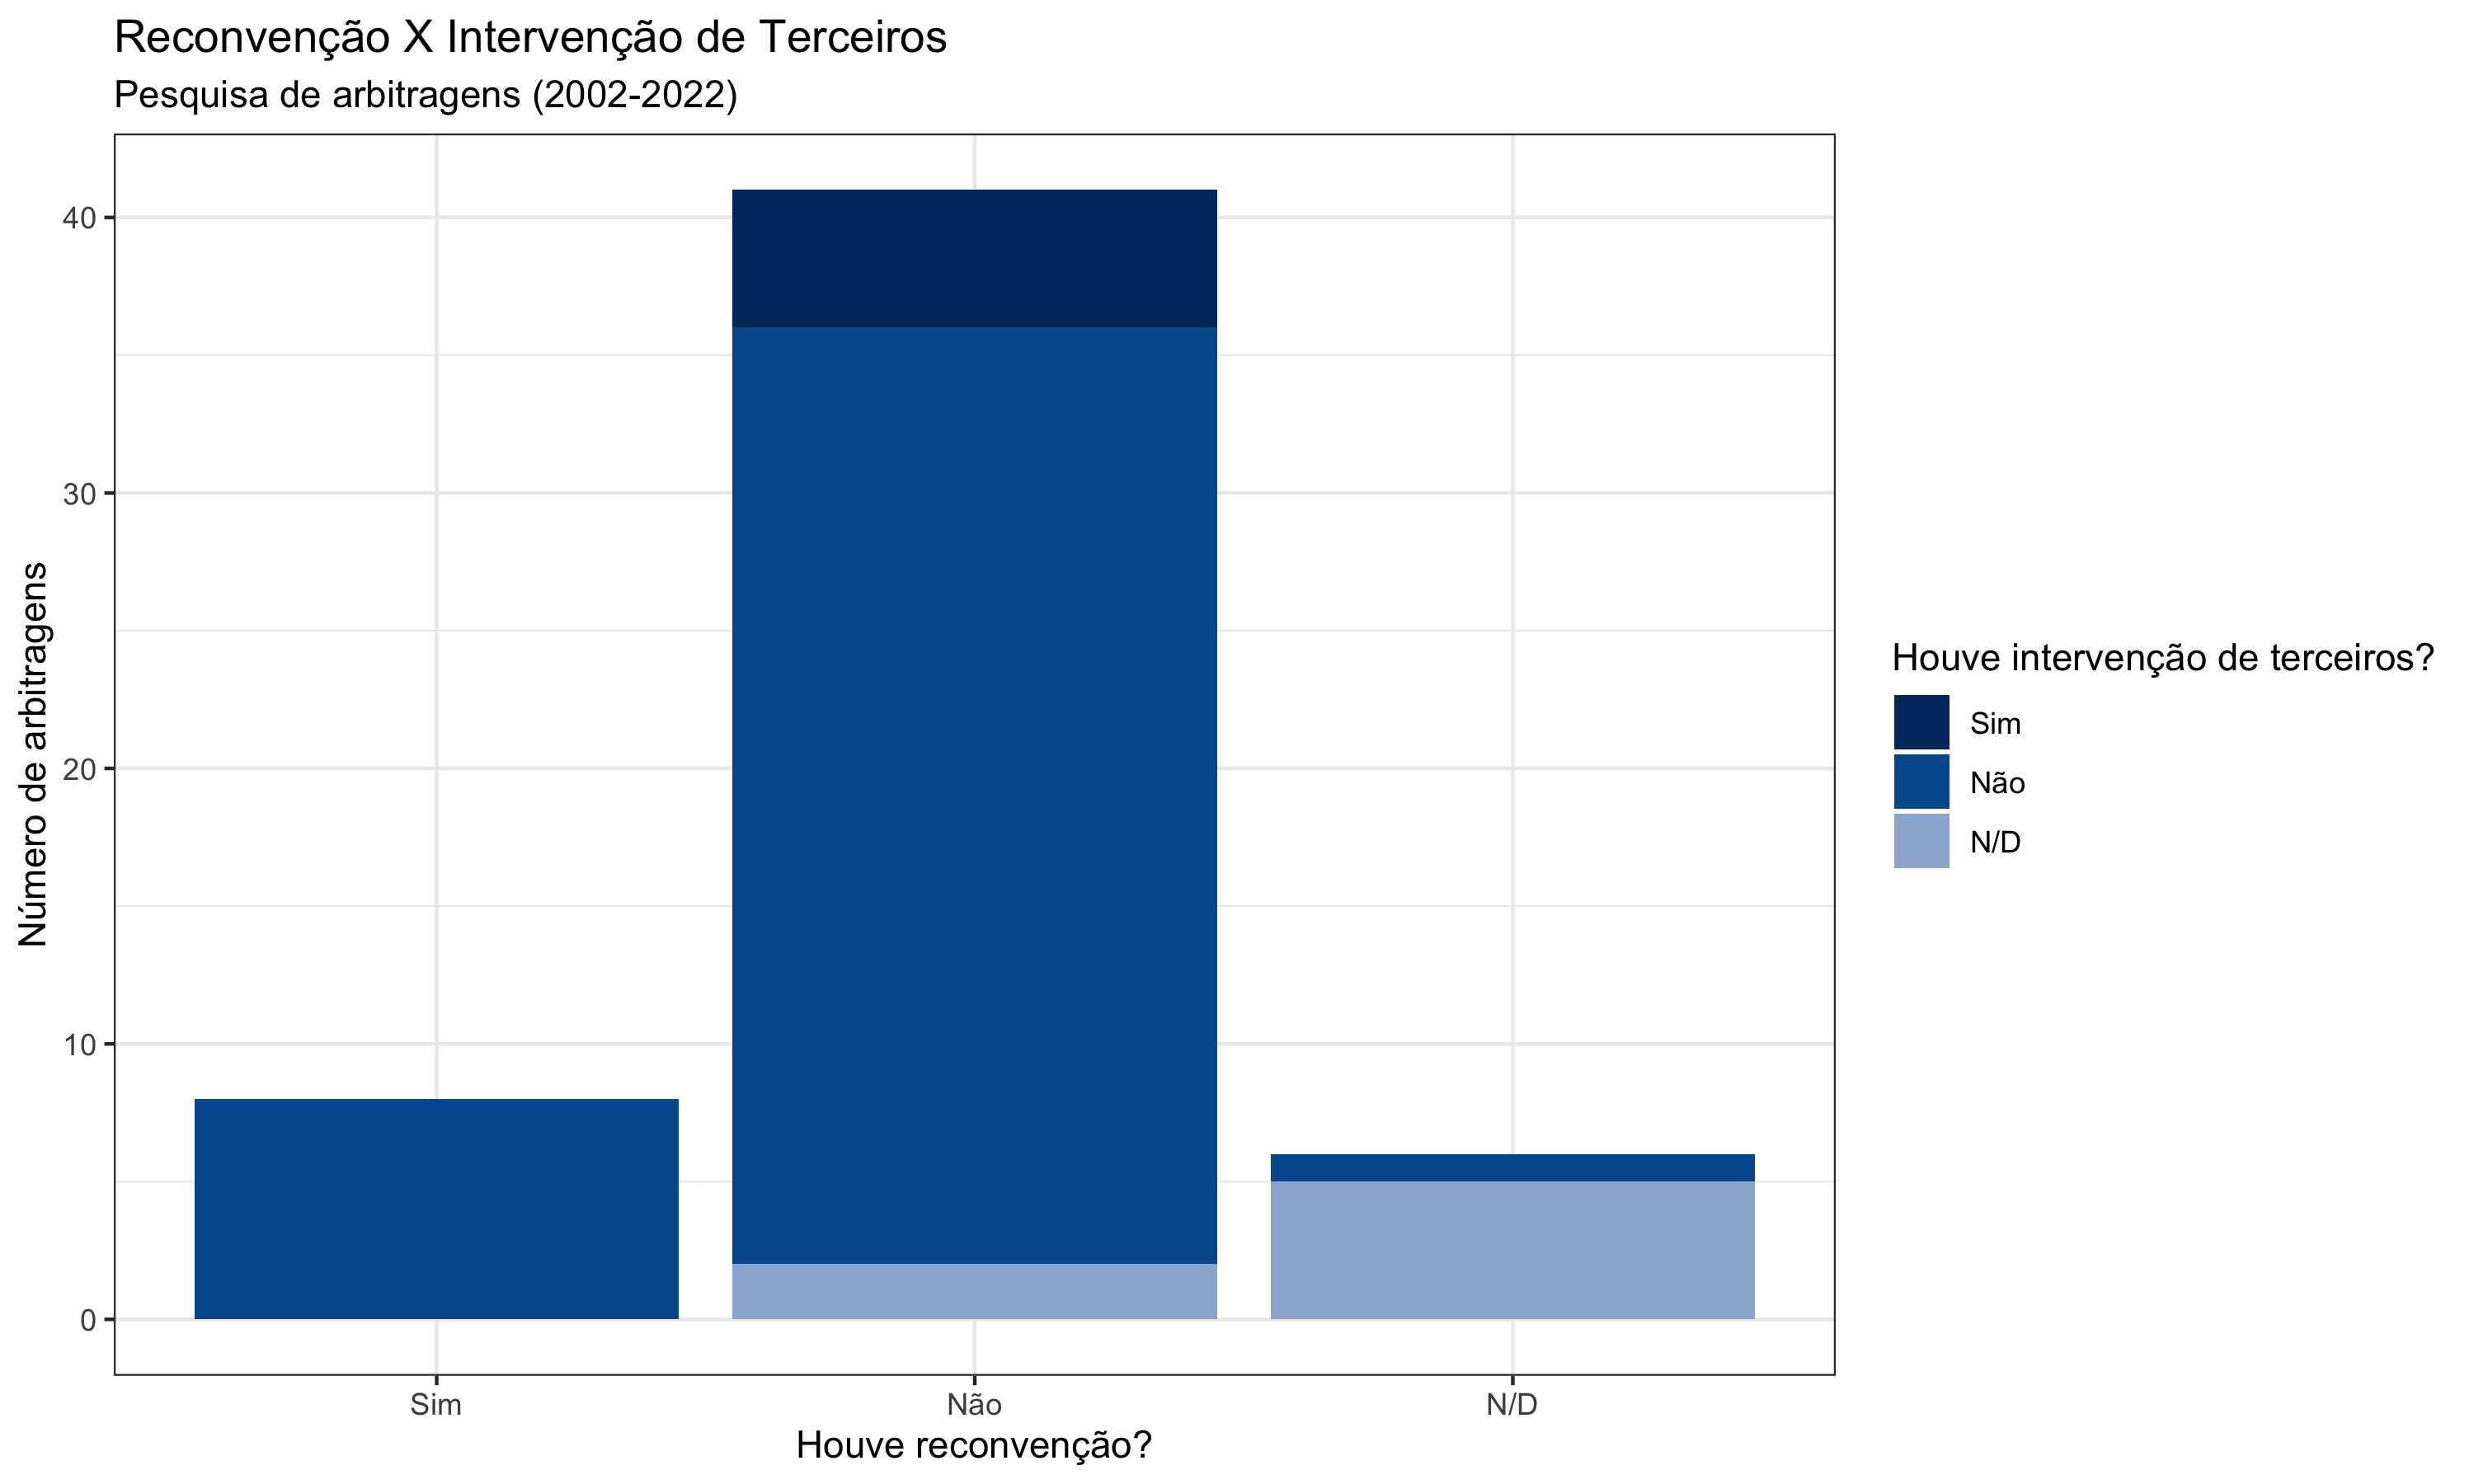 Reconvenção X Intervenção de Terceiros
Pesquisa de arbitragens (2002-2022)
Número de arbitragens
40
30
20
10
0
Sim
Não
N/D
Houve reconvenção?
Houve intervenção de terceiros?
Sim
Não
N/D